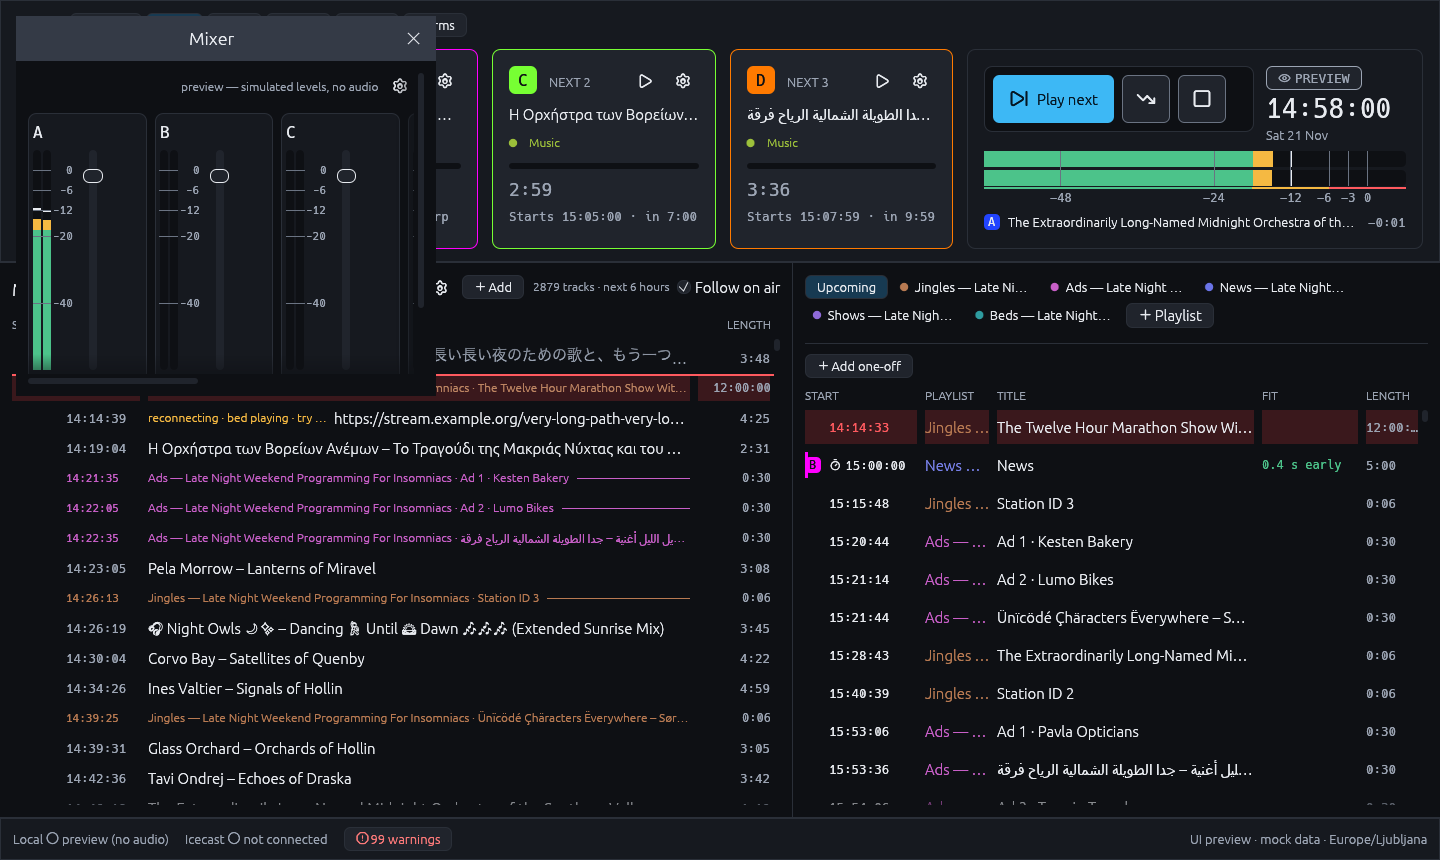 rms
Mixer
preview — simulated levels, no audio
A
0
-6
-12
-20
-40
B
0
-6
-12
-20
-40
C
0
-6
-12
-20
-40
…
rp
C NEXT 2
Η Ορχήστρα των Βορείων…
Music
2:59
Starts 15:05:00 · in 7:00
D NEXT 3
جدا الطويلة الشمالية الرياح فرقة…
Music
3:36
Starts 15:07:59 · in 9:59
Play next
PREVIEW
14:58:00
Sat 21 Nov
−48 −24 −12 −6 −3 0
A The Extraordinarily Long-Named Midnight Orchestra of th… −0:01
+ Add 2879 tracks · next 6 hours Follow on air
LENGTH
長い長い夜のための歌と、もう一つ… 3:48
mniacs · The Twelve Hour Marathon Show Wit… 12:00:00
14:14:39 reconnecting · bed playing · try … https://stream.example.org/very-long-path-very-lo… 4:25
14:19:04 Η Ορχήστρα των Βορείων Ανέμων – Το Τραγούδι της Μακριάς Νύχτας και του … 2:31
14:21:35 Ads — Late Night Weekend Programming For Insomniacs · Ad 1 · Kesten Bakery 0:30
14:22:05 Ads — Late Night Weekend Programming For Insomniacs · Ad 2 · Lumo Bikes 0:30
14:22:35 Ads — Late Night Weekend Programming For Insomniacs · يل الليل أغنية – جدا الطويلة الشمالية الرياح فرقة… 0:30
14:23:05 Pela Morrow – Lanterns of Miravel 3:08
14:26:13 Jingles — Late Night Weekend Programming For Insomniacs · Station ID 3 0:06
14:26:19 🎧 Night Owls 🌙✨ – Dancing 💃 Until 🌅 Dawn 🎶🎶🎶 (Extended Sunrise Mix) 3:45
14:30:04 Corvo Bay – Satellites of Quenby 4:22
14:34:26 Ines Valtier – Signals of Hollin 4:59
14:39:25 Jingles — Late Night Weekend Programming For Insomniacs · Ünïcödé Çhäracters Ëverywhere – Sør… 0:06
14:39:31 Glass Orchard – Orchards of Hollin 3:05
14:42:36 Tavi Ondrej – Echoes of Draska 3:42
Upcoming Jingles — Late Ni… Ads — Late Night … News — Late Night…
Shows — Late Nigh… Beds — Late Night… + Playlist
+ Add one-off
START PLAYLIST TITLE FIT LENGTH
14:14:33 Jingles … The Twelve Hour Marathon Show Wi… 12:00:…
B 15:00:00 News … News 0.4 s early 5:00
15:15:48 Jingles … Station ID 3 0:06
15:20:44 Ads — … Ad 1 · Kesten Bakery 0:30
15:21:14 Ads — … Ad 2 · Lumo Bikes 0:30
15:21:44 Ads — … Ünïcödé Çhäracters Ëverywhere – S… 0:30
15:28:43 Jingles … The Extraordinarily Long-Named Mi… 0:06
15:40:39 Jingles … Station ID 2 0:06
15:53:06 Ads — … Ad 1 · Pavla Opticians 0:30
15:53:36 Ads — … ليل أغنية – جدا الطويلة الشمالية الرياح فرقة… 0:30
Local preview (no audio) Icecast not connected 99 warnings
UI preview · mock data · Europe/Ljubljana